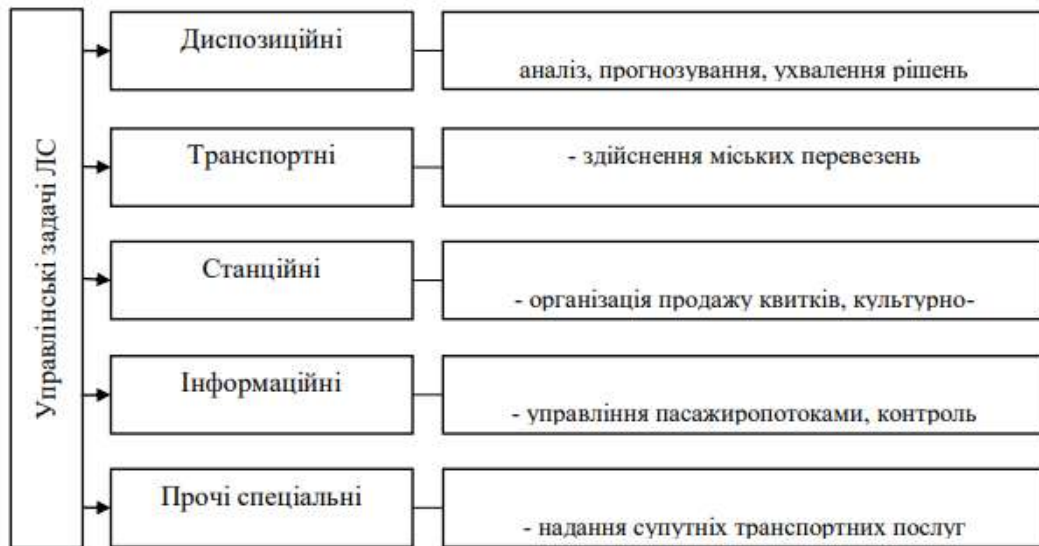 Управлінські задачі ЛС
Диспозиційні
аналіз, прогнозування, ухвалення рішень
Транспортні
- здійснення міських перевезень
Станційні
- організація продажу квитків, культурно-
Інформаційні
- управління пасажиропотоками, контроль
Прочі спеціальні
- надання супутніх транспортних послуг